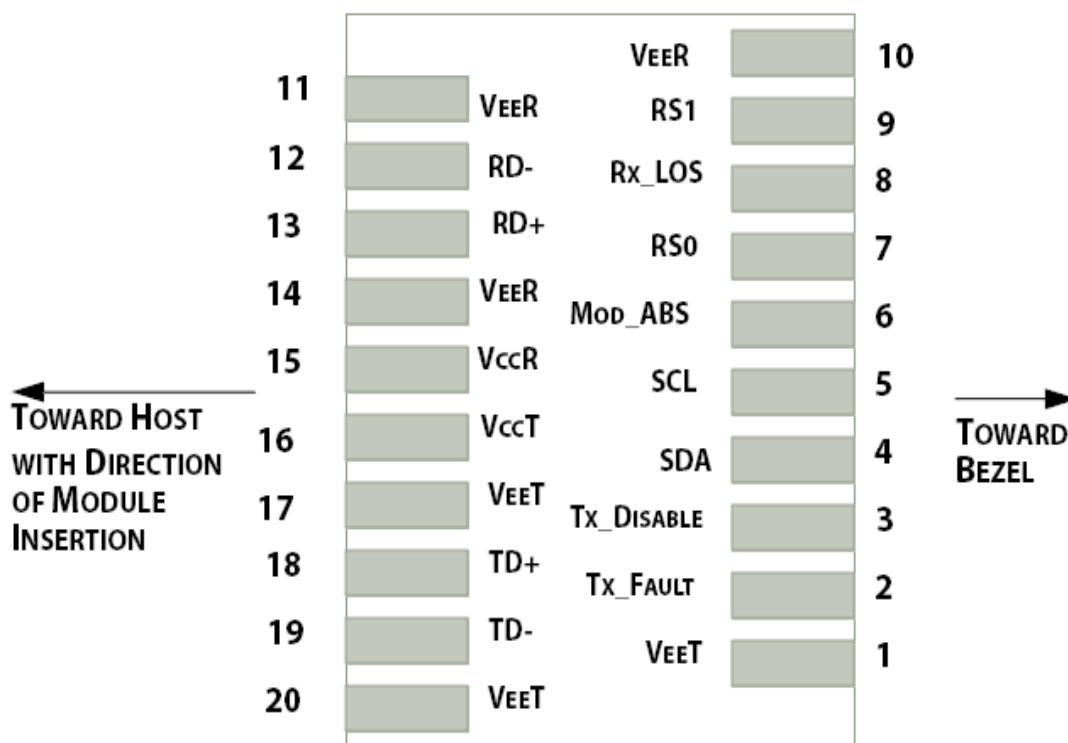 VEER 10
11 VEER
RS1 9
12 RD-
Rx_LOS 8
13 RD+
RS0 7
14 VEER
MOD_ABS 6
15 VccR
SCL 5
TOWARD HOST
WITH DIRECTION
OF MODULE
INSERTION
TOWARD
BEZEL
16 VccT
SDA 4
17 VEET
Tx_DISABLE 3
18 TD+
Tx_FAULT 2
19 TD-
VEET 1
20 VEET